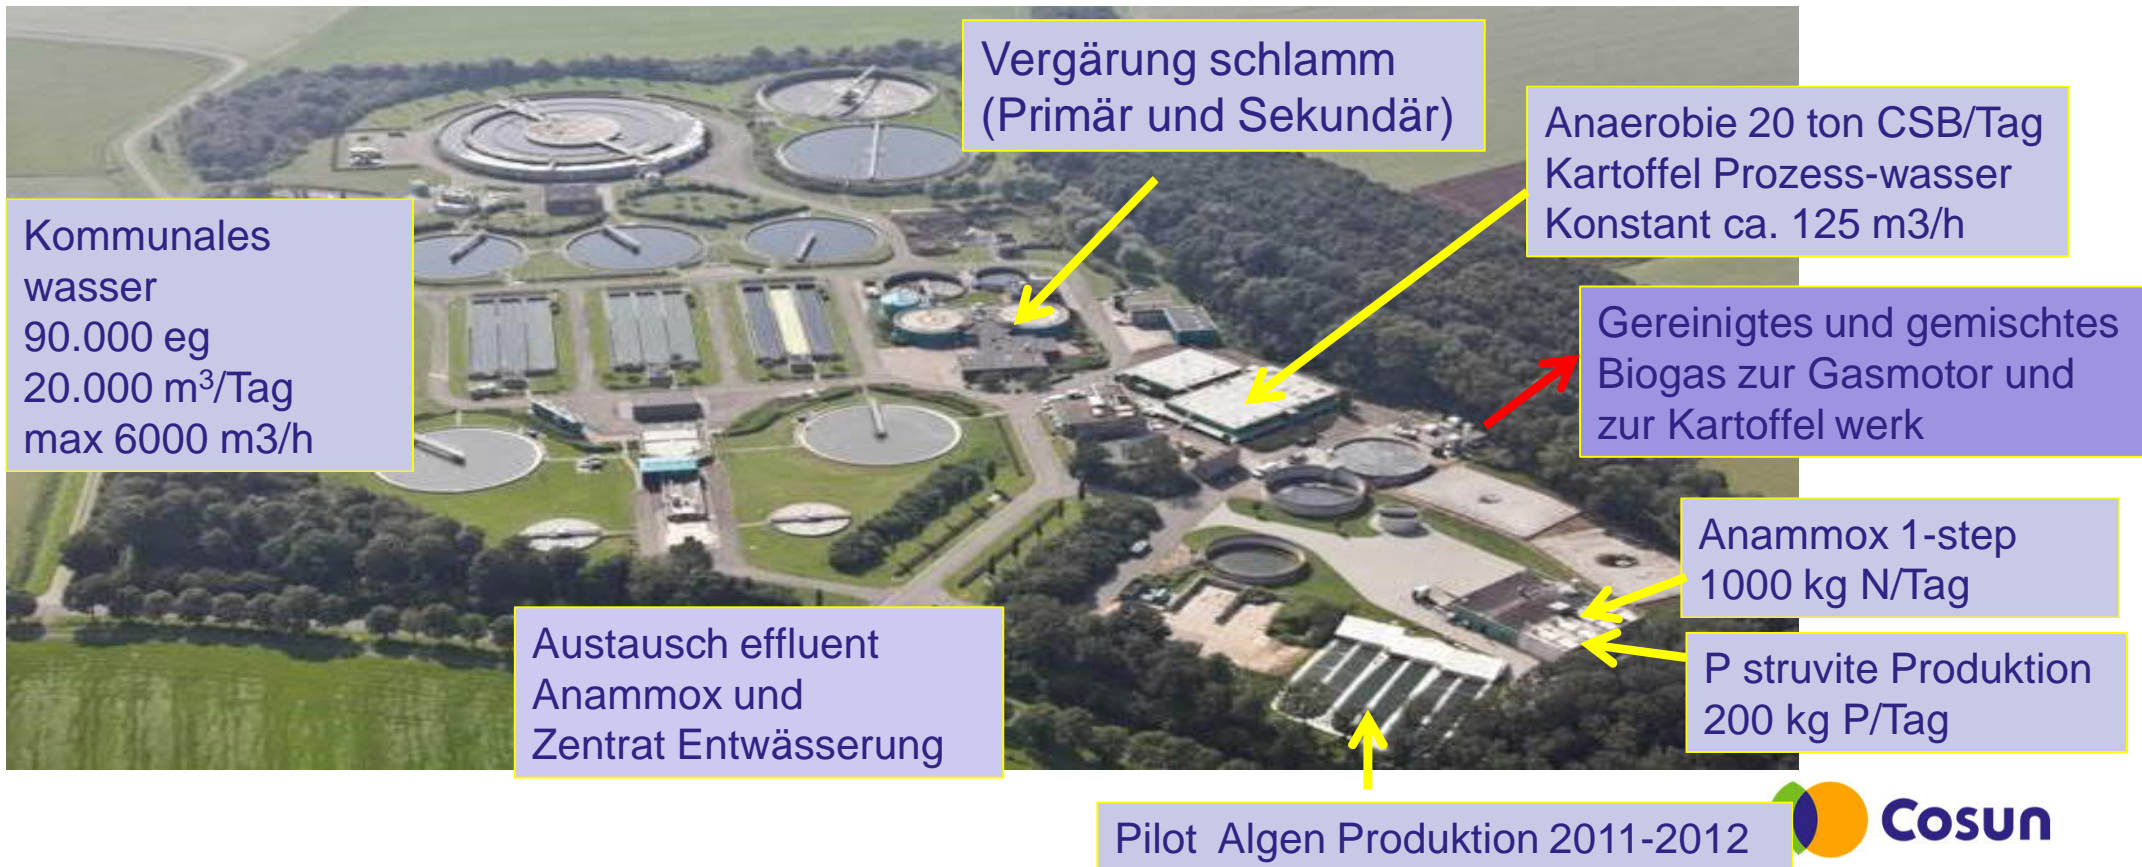 Vergärung schlamm
(Primär und Sekundär)
Anaerobie 20 ton CSB/Tag
Kartoffel Prozess-wasser
Konstant ca. 125 m3/h
Kommunales
wasser
90.000 eg
20.000 m³/Tag
max 6000 m3/h
Gereinigtes und gemischtes
Biogas zur Gasmotor und
zur Kartoffel werk
Anammox 1-step
1000 kg N/Tag
P struvite Produktion
200 kg P/Tag
Austausch effluent
Anammox und
Zentrat Entwässerung
Pilot  Algen Produktion 2011-2012
Cosun